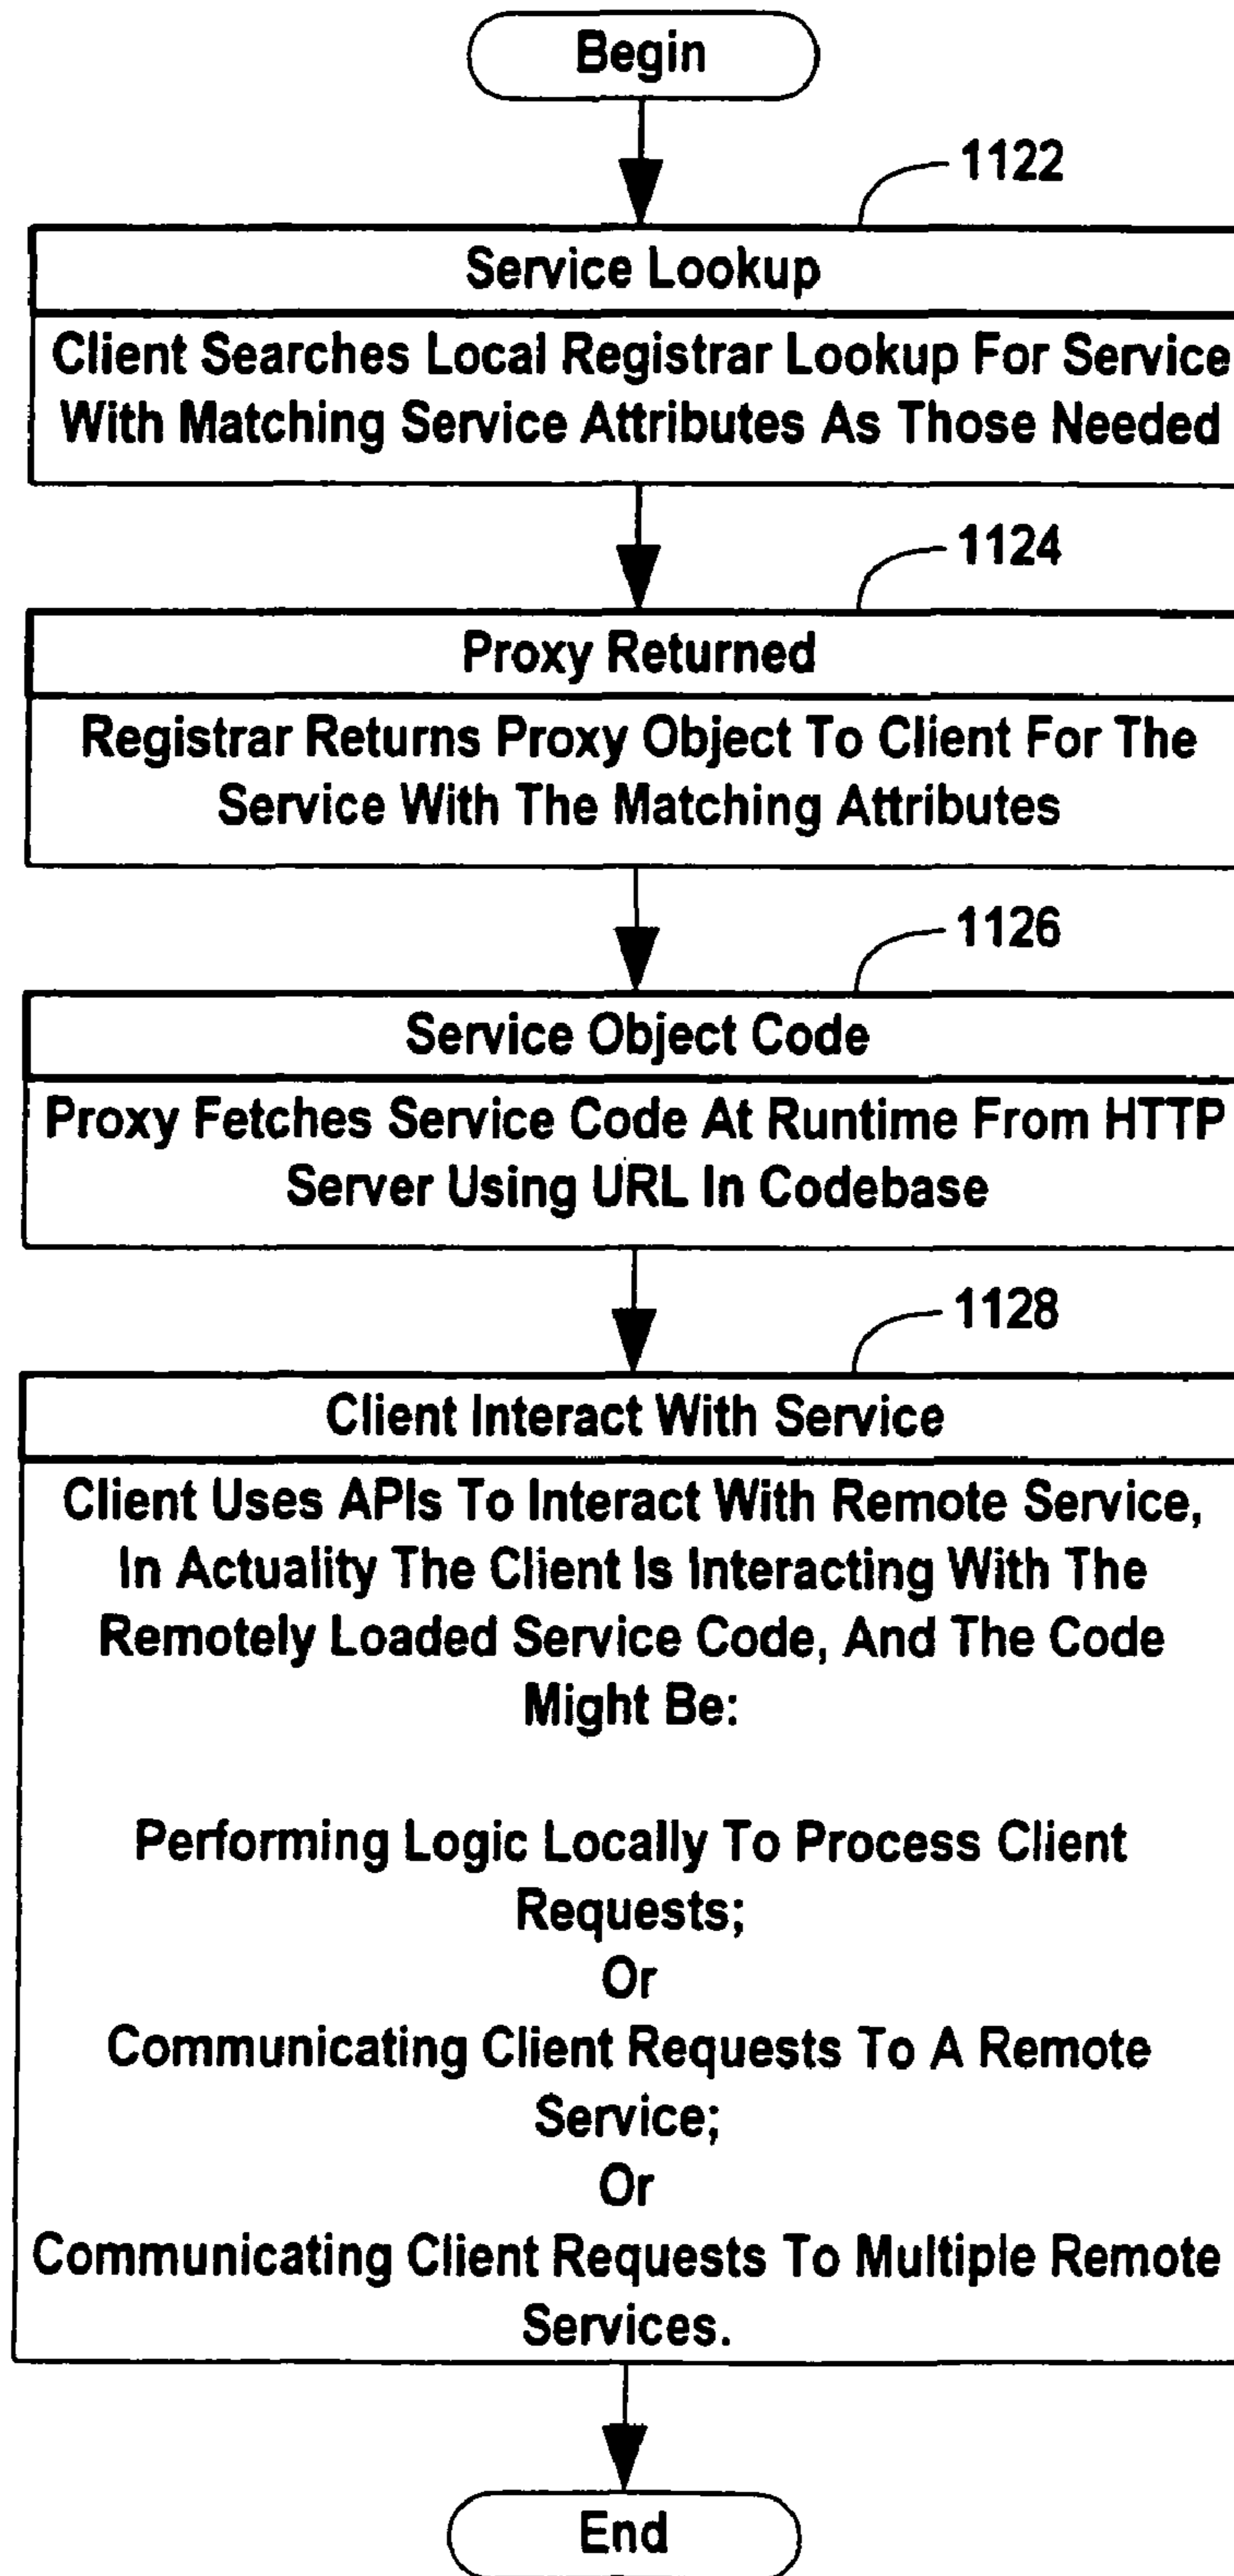 Begin
1122
Service Lookup
Client Searches Local Registrar Lookup For Service
With Matching Service Attributes As Those Needed
1124
Proxy Returned
Registrar Returns Proxy Object To Client For The
Service With The Matching Attributes
1126
Service Object Code
Proxy Fetches Service Code At Runtime From HTTP
Server Using URL In Codebase
1128
Client Interact With Service
Client Uses APIs To Interact With Remote Service,
In Actuality The Client Is Interacting With The
Remotely Loaded Service Code, And The Code
Might Be:
Performing Logic Locally To Process Client
Requests;
Or
Communicating Client Requests To A Remote
Service;
Or
Communicating Client Requests To Multiple Remote
Services.
End